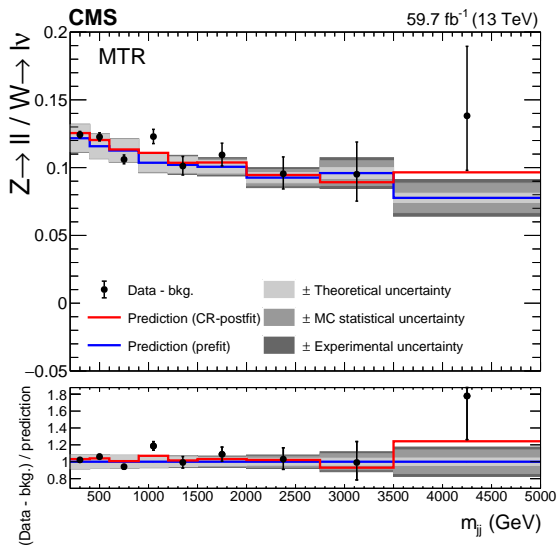 CMS 59.7 fb⁻¹ (13 TeV)
MTR
Z→ ll / W→ lν
0.2
0.15
0.1
0.05
0
−0.05
Data - bkg.
Prediction (CR-postfit)
Prediction (prefit)
± Theoretical uncertainty
± MC statistical uncertainty
± Experimental uncertainty
(Data - bkg.) / prediction
1.8
1.6
1.4
1.2
1
0.8
500 1000 1500 2000 2500 3000 3500 4000 4500 5000
m_jj (GeV)